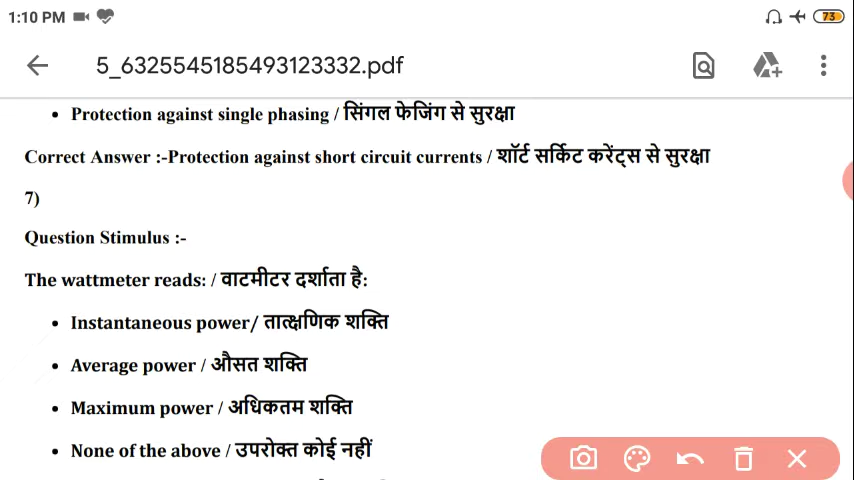 1:10 PM
73
5_6325545185493123332.pdf
• Protection against single phasing / सिंगल फेजिंग से सुरक्षा
Correct Answer :-Protection against short circuit currents / शॉर्ट सर्किट करेंट्स से सुरक्षा
7)
Question Stimulus :-
The wattmeter reads: / वाटमीटर दर्शाता है:
• Instantaneous power/ तात्क्षणिक शक्ति
• Average power / औसत शक्ति
• Maximum power / अधिकतम शक्ति
• None of the above / उपरोक्त कोई नहीं